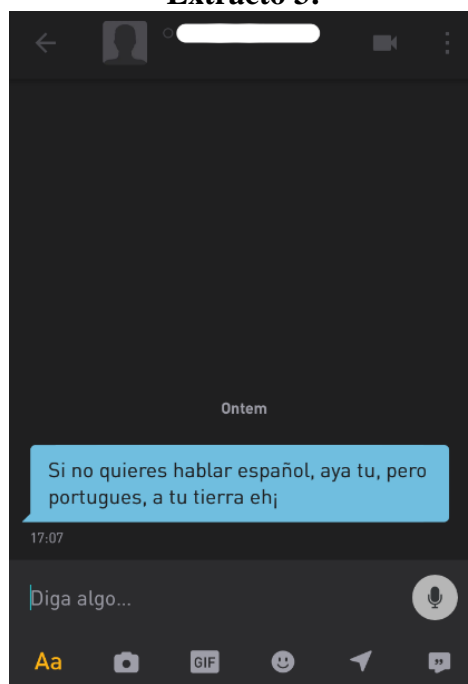 Extracto 3:
Ontem
Si no quieres hablar español, aya tu, pero
portugues, a tu tierra eh¡
17:07
Diga algo...
Aa
GIF